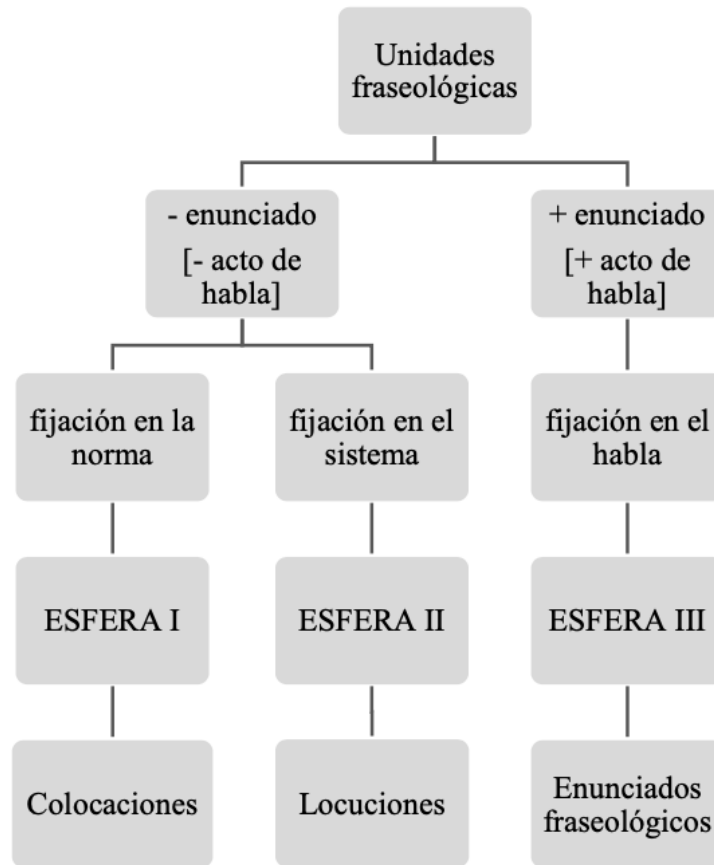 Unidades
fraseológicas
- enunciado
[- acto de
habla]
+ enunciado
[+ acto de
habla]
fijación en la
norma
fijación en el
sistema
fijación en el
habla
ESFERA I
ESFERA II
ESFERA III
Colocaciones
Locuciones
Enunciados
fraseológicos